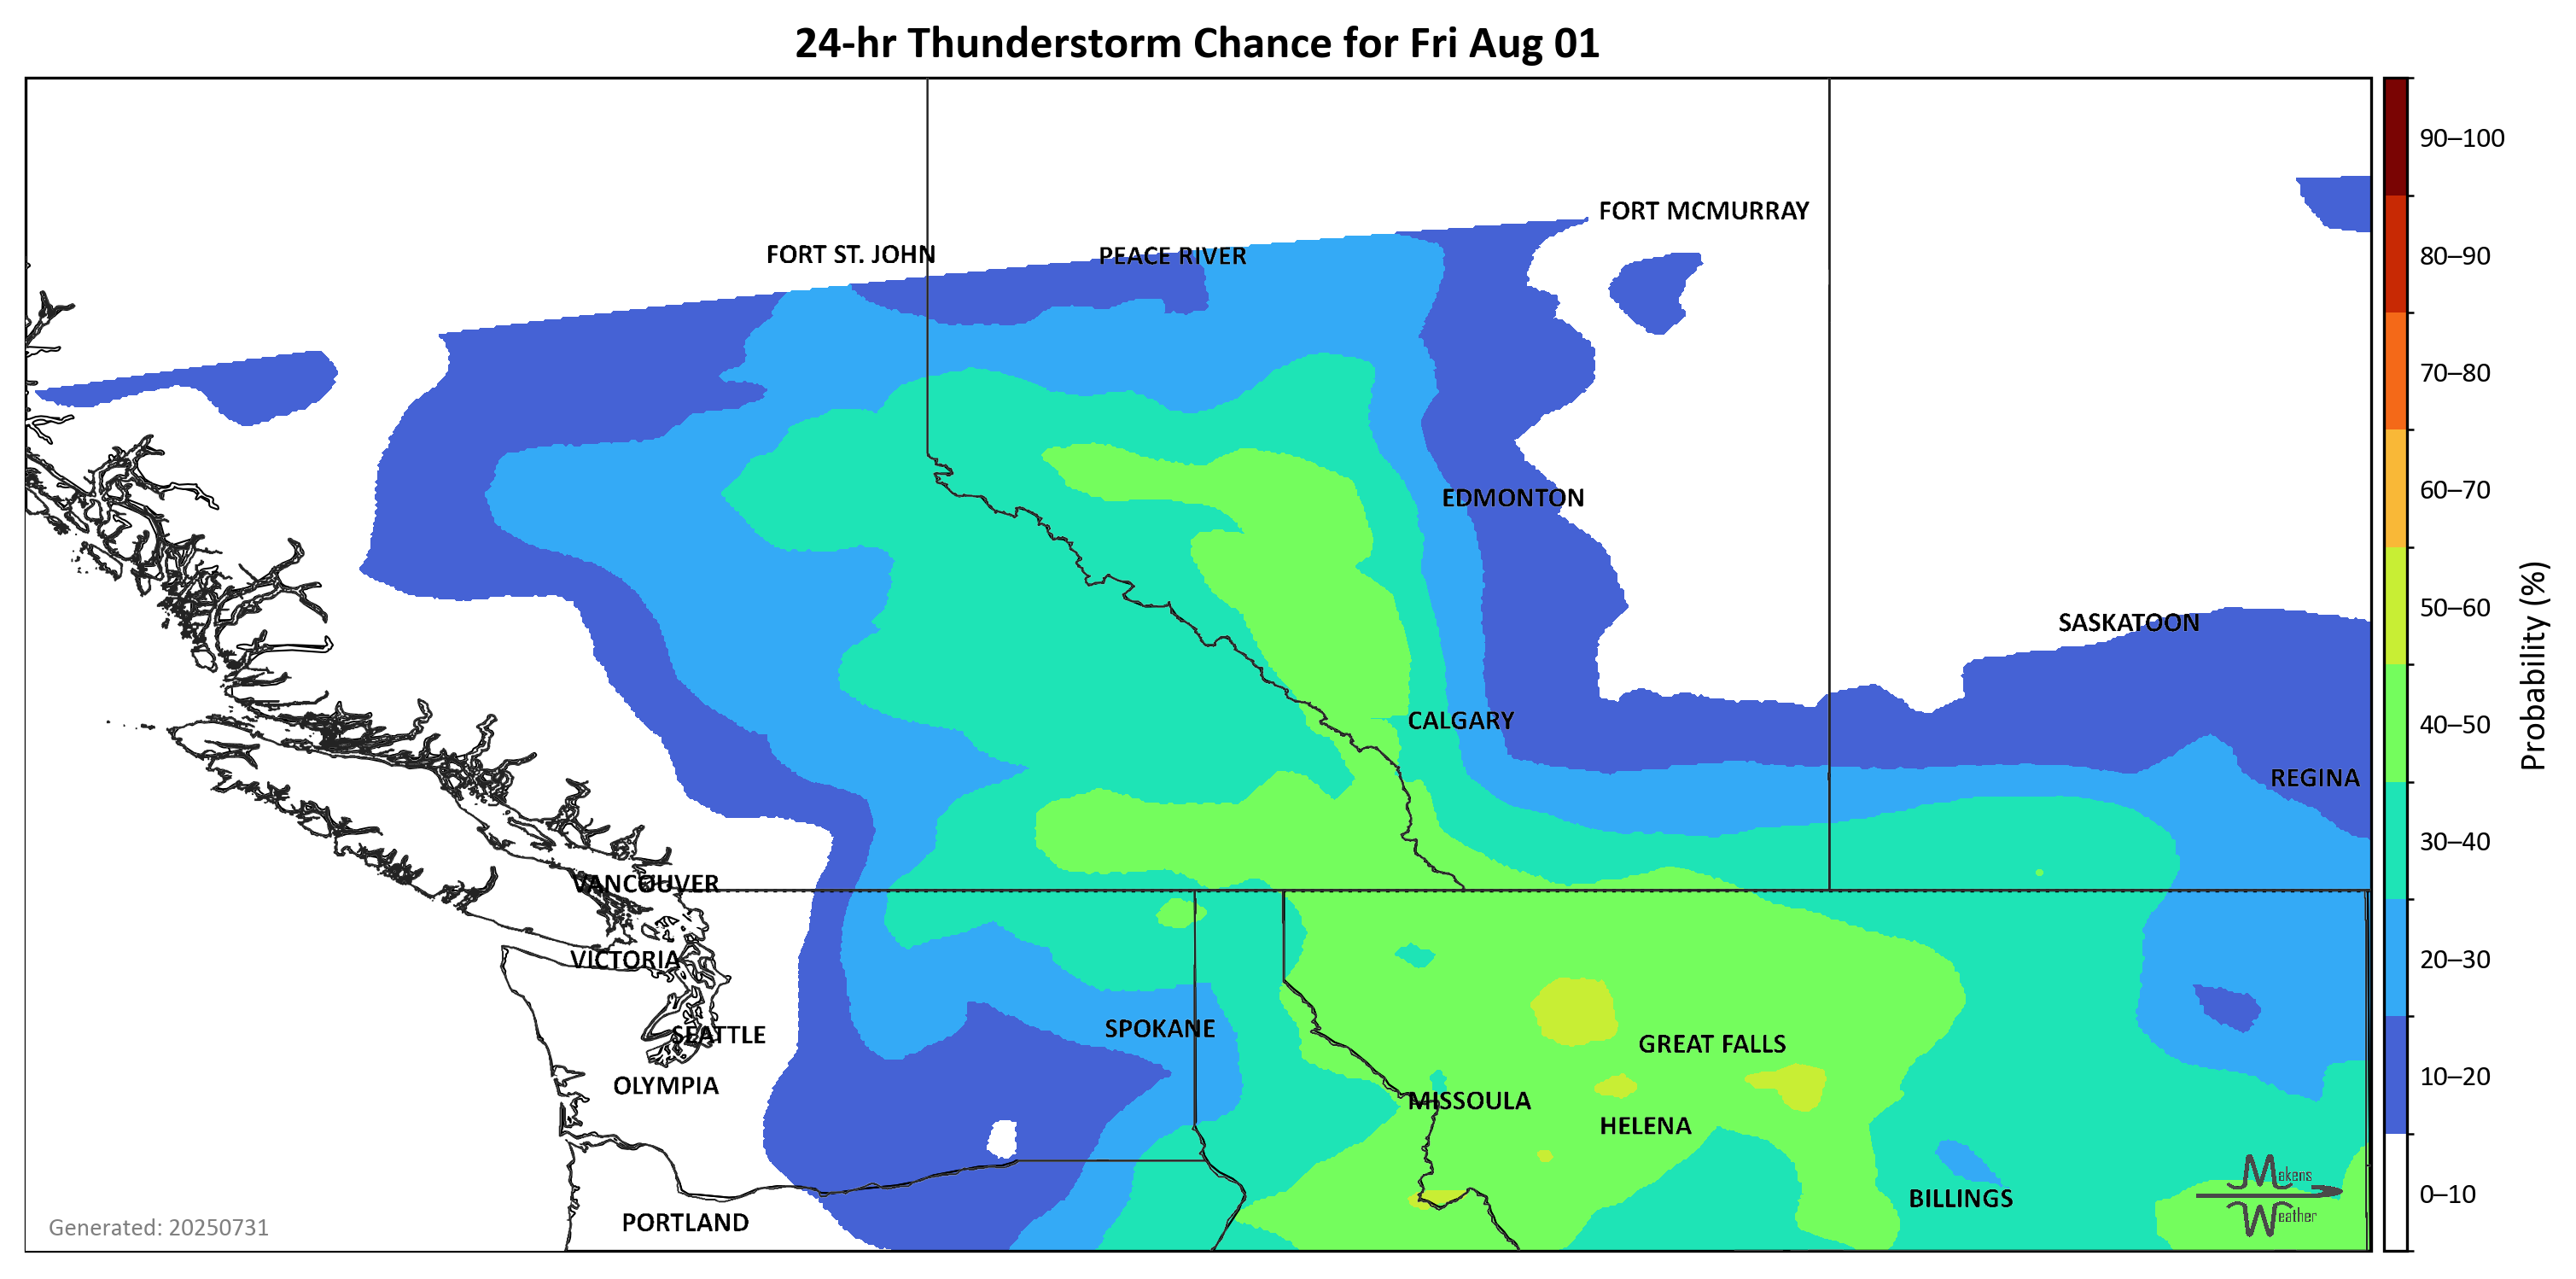 24-hr Thunderstorm Chance for Fri Aug 01
FORT MCMURRAY
FORT ST. JOHN
PEACE RIVER
EDMONTON
SASKATOON
CALGARY
REGINA
VANCOUVER
VICTORIA
SPOKANE
SEATTLE
GREAT FALLS
OLYMPIA
MISSOULA
HELENA
BILLINGS
PORTLAND
Generated: 20250731
Makens
Weather
90–100
80–90
70–80
60–70
50–60
40–50
30–40
20–30
10–20
0–10
Probability (%)